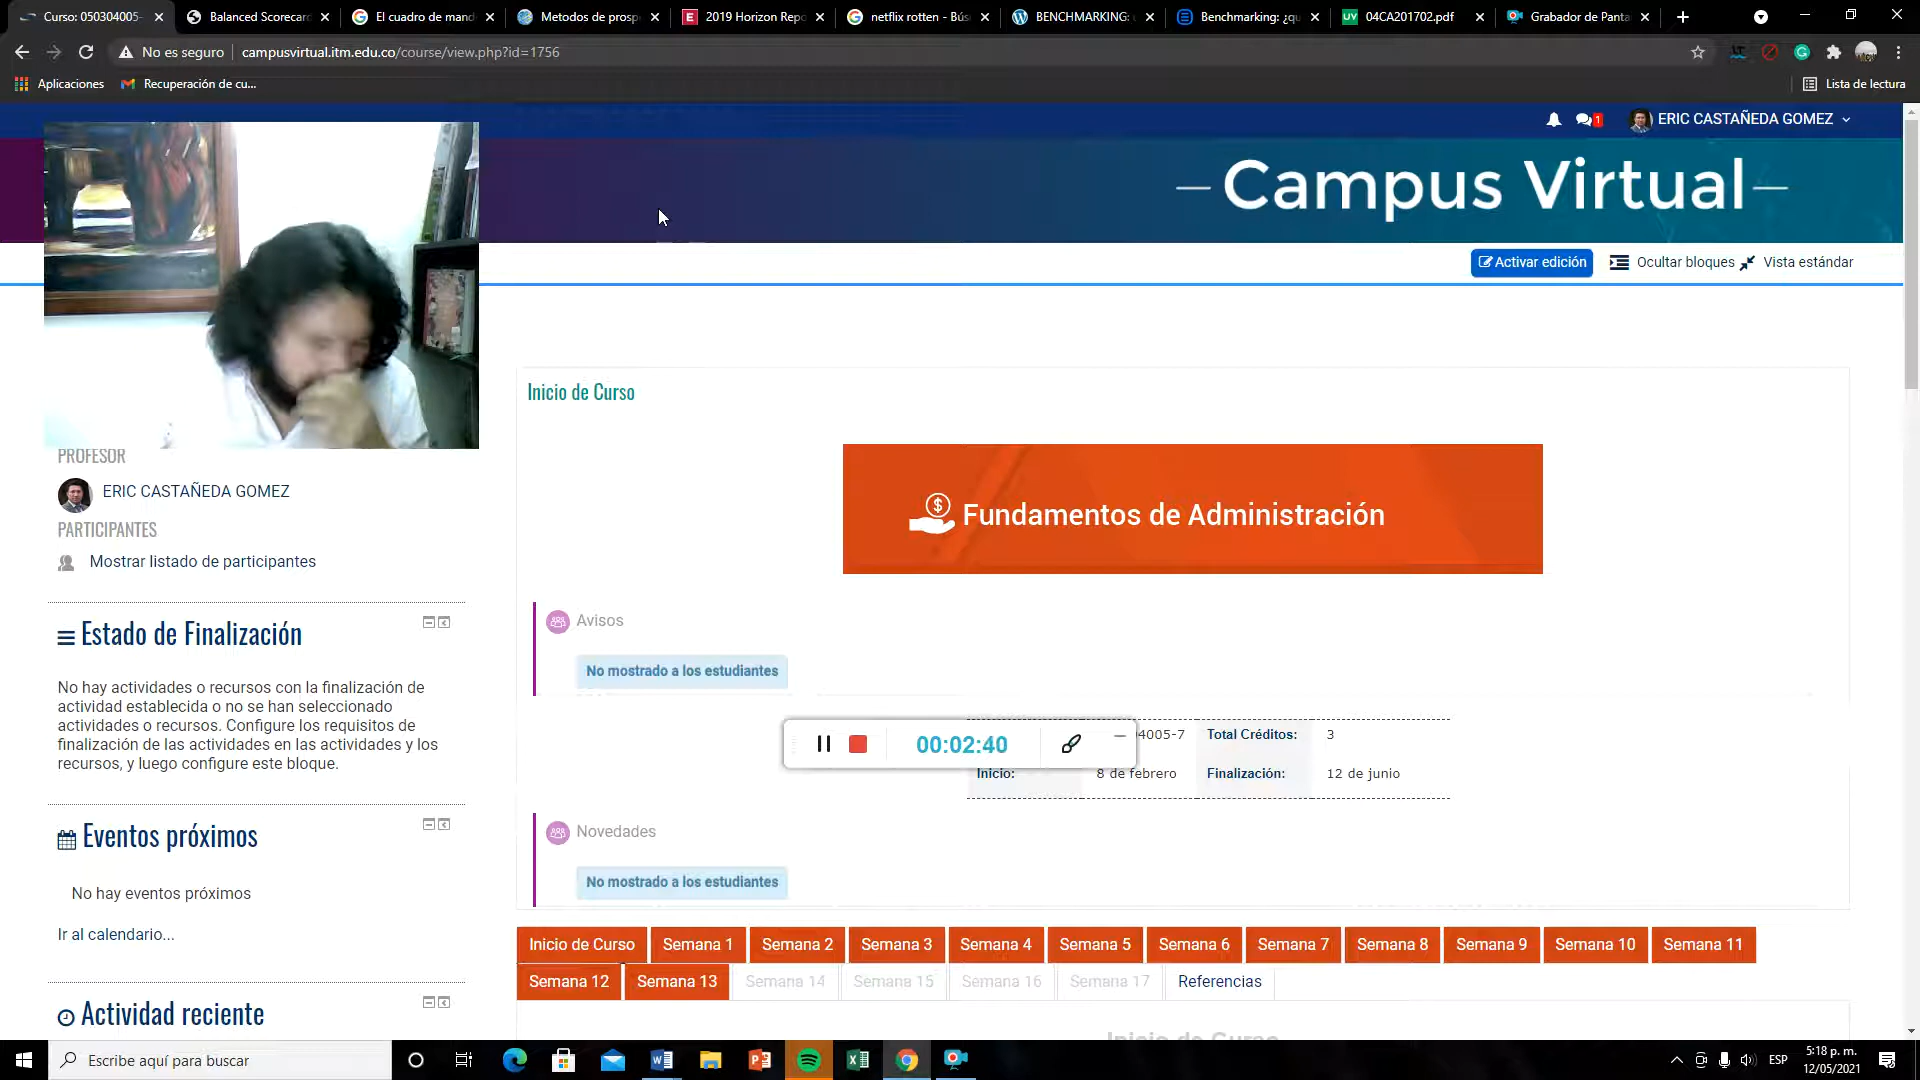 Curso: 050304005-
Balanced Scorecard
El cuadro de mand
Metodos de prosp
2019 Horizon Repo
netflix rotten - Bús
BENCHMARKING: u
Benchmarking: ¿qu
04CA201702.pdf
Grabador de Panta
No es seguro
campusvirtual.itm.edu.co/course/view.php?id=1756
Aplicaciones
Recuperación de cu...
Lista de lectura
1
ERIC CASTAÑEDA GOMEZ
Campus Virtual
Activar edición
Ocultar bloques
Vista estándar
PROFESOR
ERIC CASTAÑEDA GOMEZ
PARTICIPANTES
Mostrar listado de participantes
Estado de Finalización
No hay actividades o recursos con la finalización de
actividad establecida o no se han seleccionado
actividades o recursos. Configure los requisitos de
finalización de las actividades en las actividades y los
recursos, y luego configure este bloque.
Eventos próximos
No hay eventos próximos
Ir al calendario...
Actividad reciente
Inicio de Curso
Fundamentos de Administración
Avisos
No mostrado a los estudiantes
00:02:40
4005-7
Total Créditos:
3
Inicio:
8 de febrero
Finalización:
12 de junio
Novedades
No mostrado a los estudiantes
Inicio de Curso
Semana 1
Semana 2
Semana 3
Semana 4
Semana 5
Semana 6
Semana 7
Semana 8
Semana 9
Semana 10
Semana 11
Semana 12
Semana 13
Semana 14
Semana 15
Semana 16
Semana 17
Referencias
Inicio de Curso
Escribe aquí para buscar
ESP
5:18 p. m.
12/05/2021